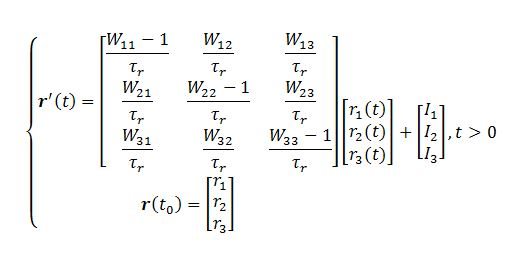 W₁₁ − 1 W₁₂ W₁₃
τᵣ τᵣ τᵣ
W₂₁ W₂₂ − 1 W₂₃
r′(t) = τᵣ τᵣ τᵣ
W₃₁ W₃₂ W₃₃ − 1
τᵣ τᵣ τᵣ
r₁(t) I₁
r₂(t) + I₂ , t > 0
r₃(t) I₃
r₁
r(t₀) = r₂
r₃